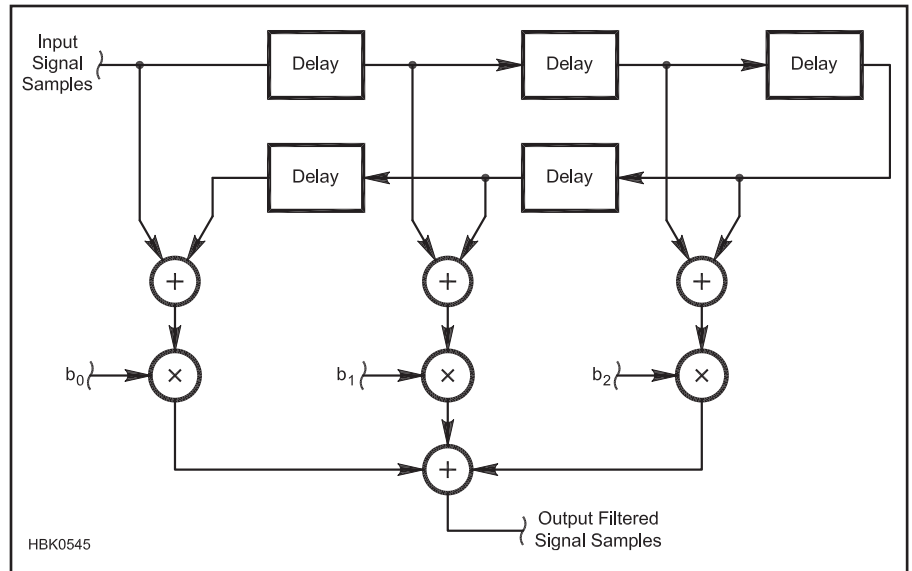 Input
Signal
Samples
Delay
Delay
Delay
Delay
Delay
+
+
+
b0
×
b1
×
b2
×
+
Output Filtered
Signal Samples
HBK0545